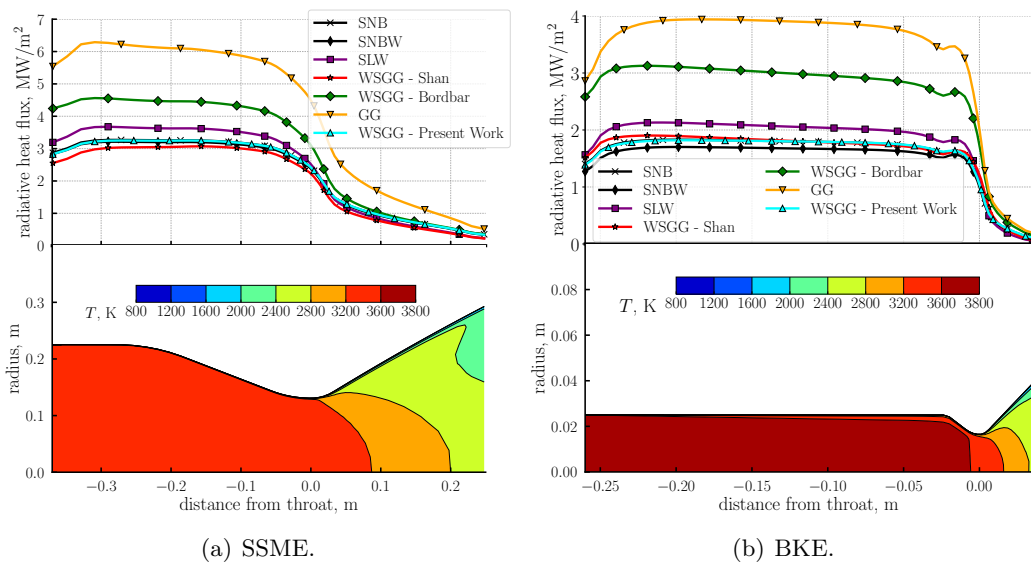 7
6
5
4
3
2
1
0
radiative heat flux, MW/m²
SNB
SNBW
SLW
WSGG - Shan
WSGG - Bordbar
GG
WSGG - Present Work
800 1200 1600 2000 2400 2800 3200 3600 3800
T, K
0.3
0.2
0.1
0.0
radius, m
−0.3 −0.2 −0.1 0.0 0.1 0.2
distance from throat, m
(a) SSME.
4
3
2
1
0
radiative heat flux, MW/m²
SNB
SNBW
SLW
WSGG - Shan
WSGG - Bordbar
GG
WSGG - Present Work
800 1200 1600 2000 2400 2800 3200 3600 3800
T, K
0.08
0.06
0.04
0.02
0.00
radius, m
−0.25 −0.20 −0.15 −0.10 −0.05 0.00
distance from throat, m
(b) BKE.